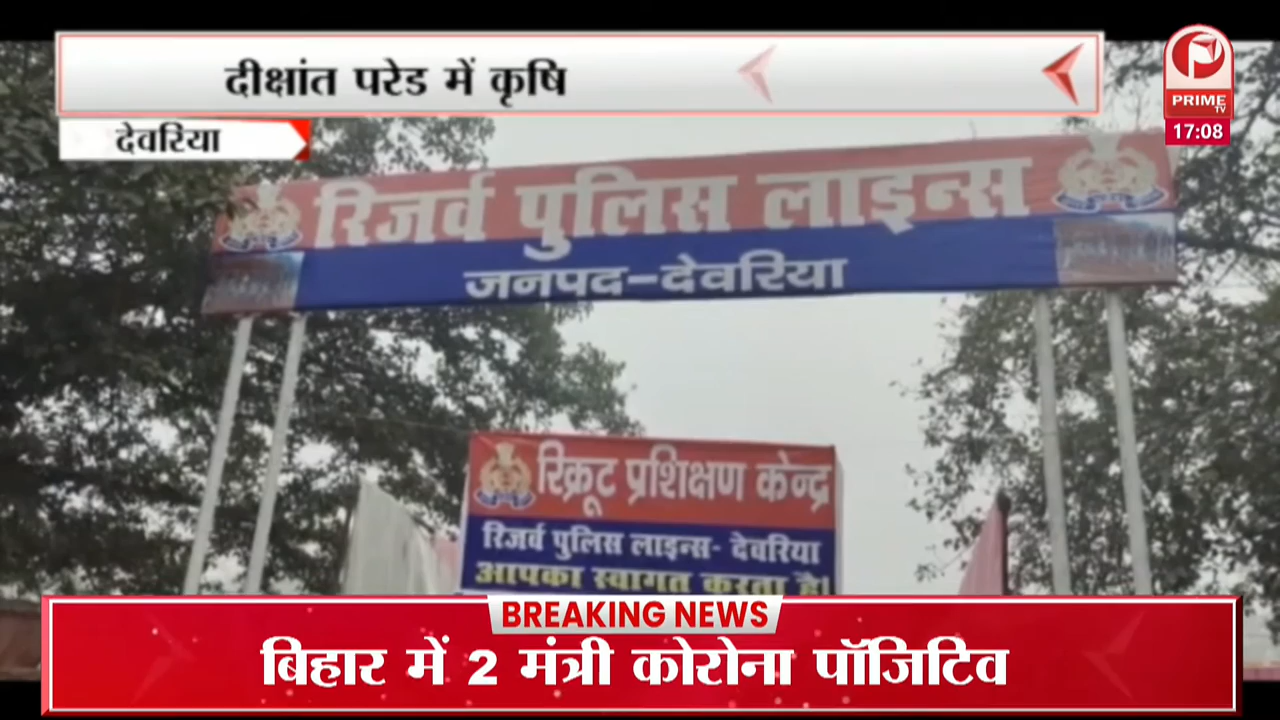 दीक्षांत परेड में कृषि
PRIME
TV
17:08
देवरिया
रिजर्व पुलिस लाइन्स
जनपद-देवरिया
रिक्रूट प्रशिक्षण केन्द्र
रिजर्व पुलिस लाइन्स- देवरिया
आपका स्वागत करता है।
BREAKING NEWS
बिहार में 2 मंत्री कोरोना पॉजिटिव